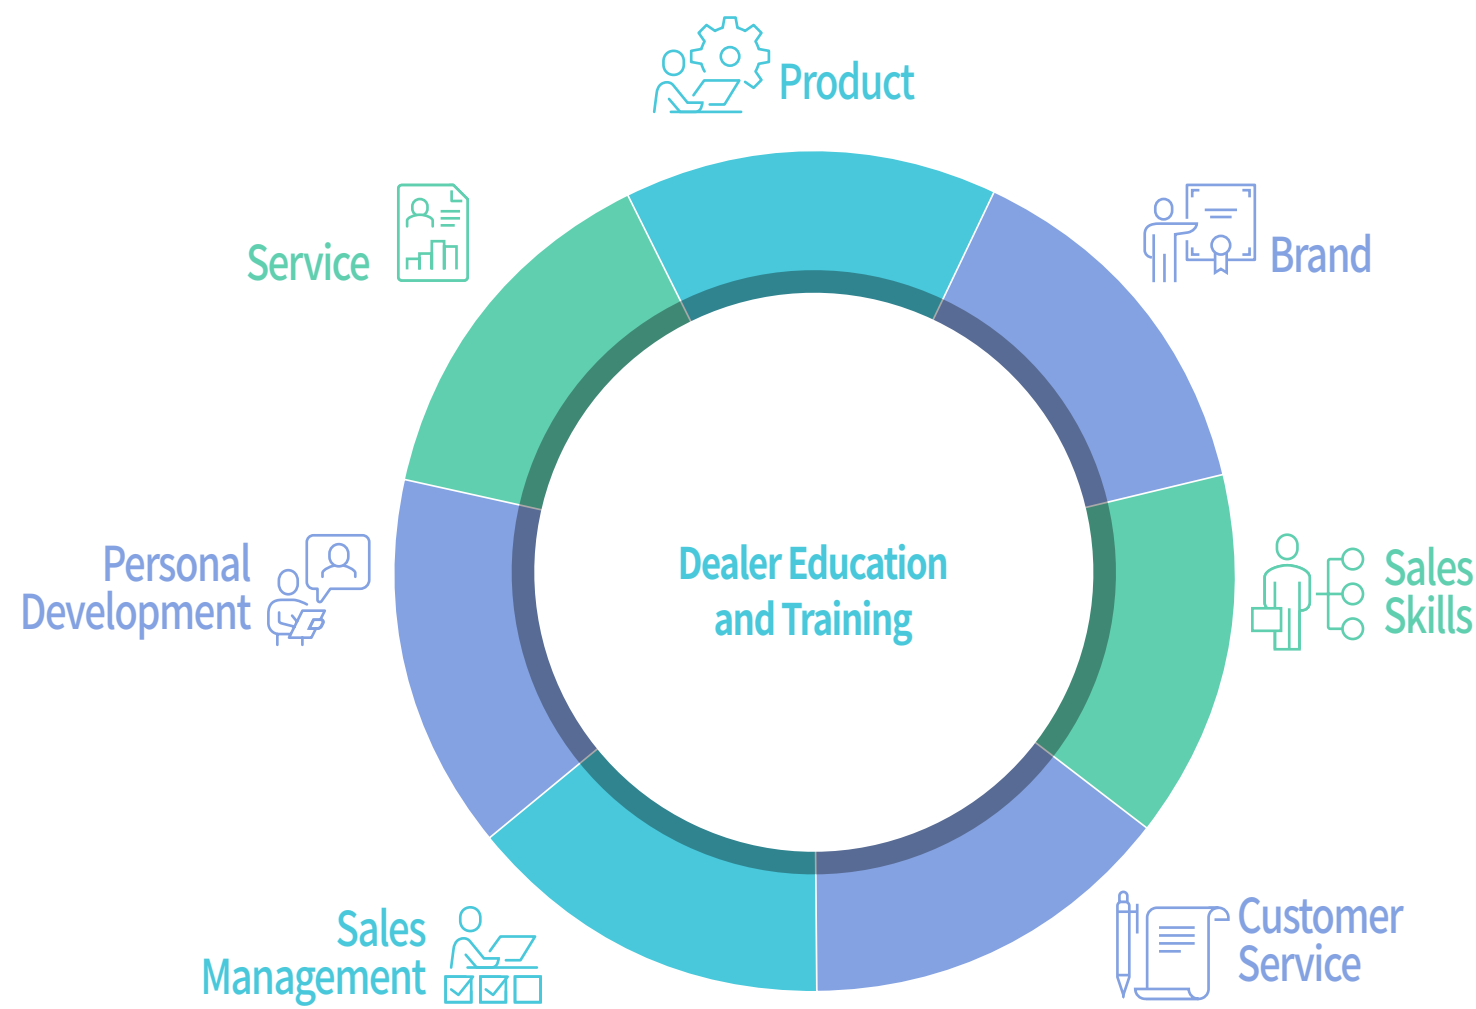 Product
Brand
Service
Sales
Skills
Dealer Education
and Training
Personal
Development
Customer
Service
Sales
Management